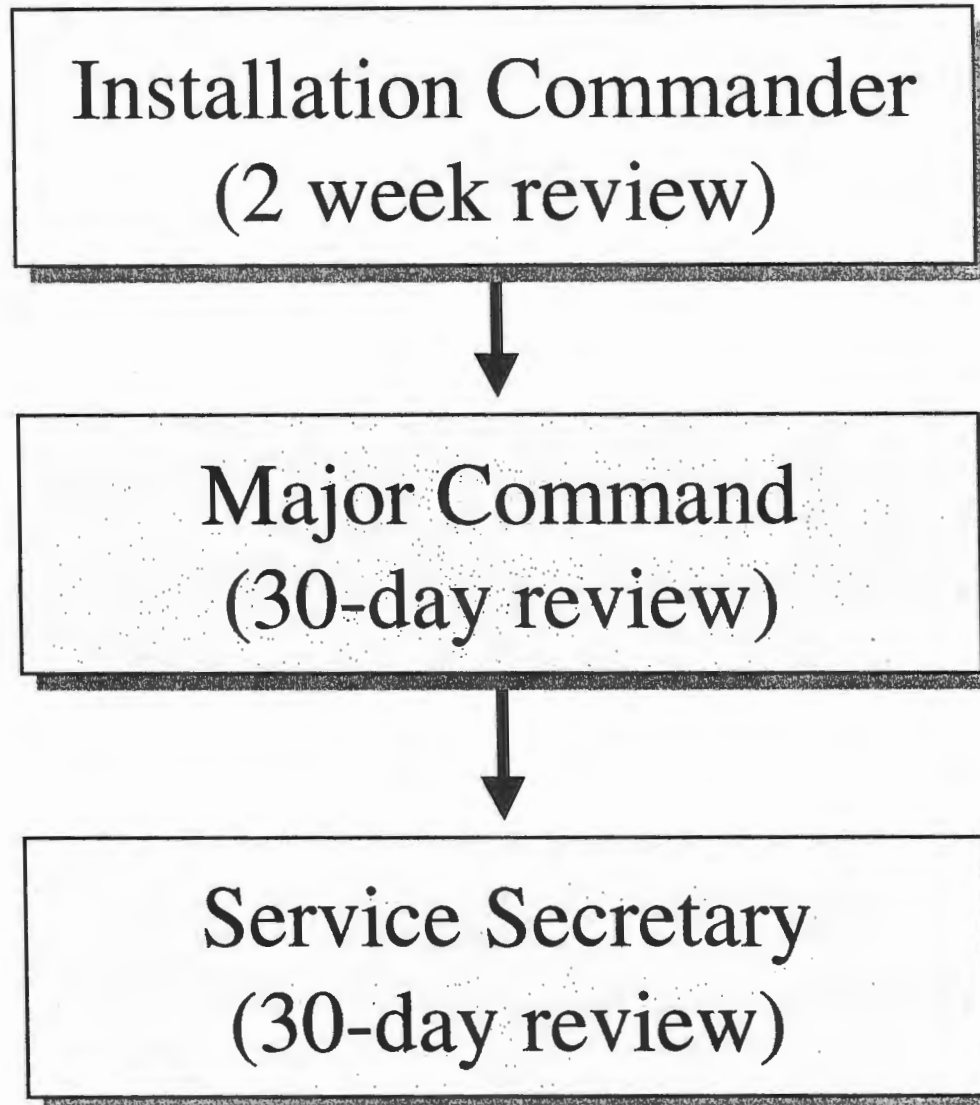 Installation Commander
(2 week review)
Major Command
(30-day review)
Service Secretary
(30-day review)